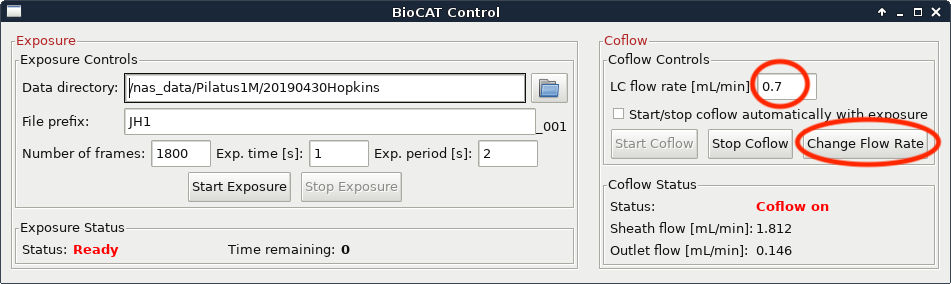 BioCAT Control
Exposure
Exposure Controls
Data directory: /nas_data/Pilatus1M/20190430Hopkins
File prefix: JH1 _001
Number of frames: 1800 Exp. time [s]: 1 Exp. period [s]: 2
Start Exposure Stop Exposure
Exposure Status
Status: Ready Time remaining: 0
Coflow
Coflow Controls
LC flow rate [mL/min] 0.7
Start/stop coflow automatically with exposure
Start Coflow Stop Coflow Change Flow Rate
Coflow Status
Status: Coflow on
Sheath flow [mL/min]: 1.812
Outlet flow [mL/min]: 0.146